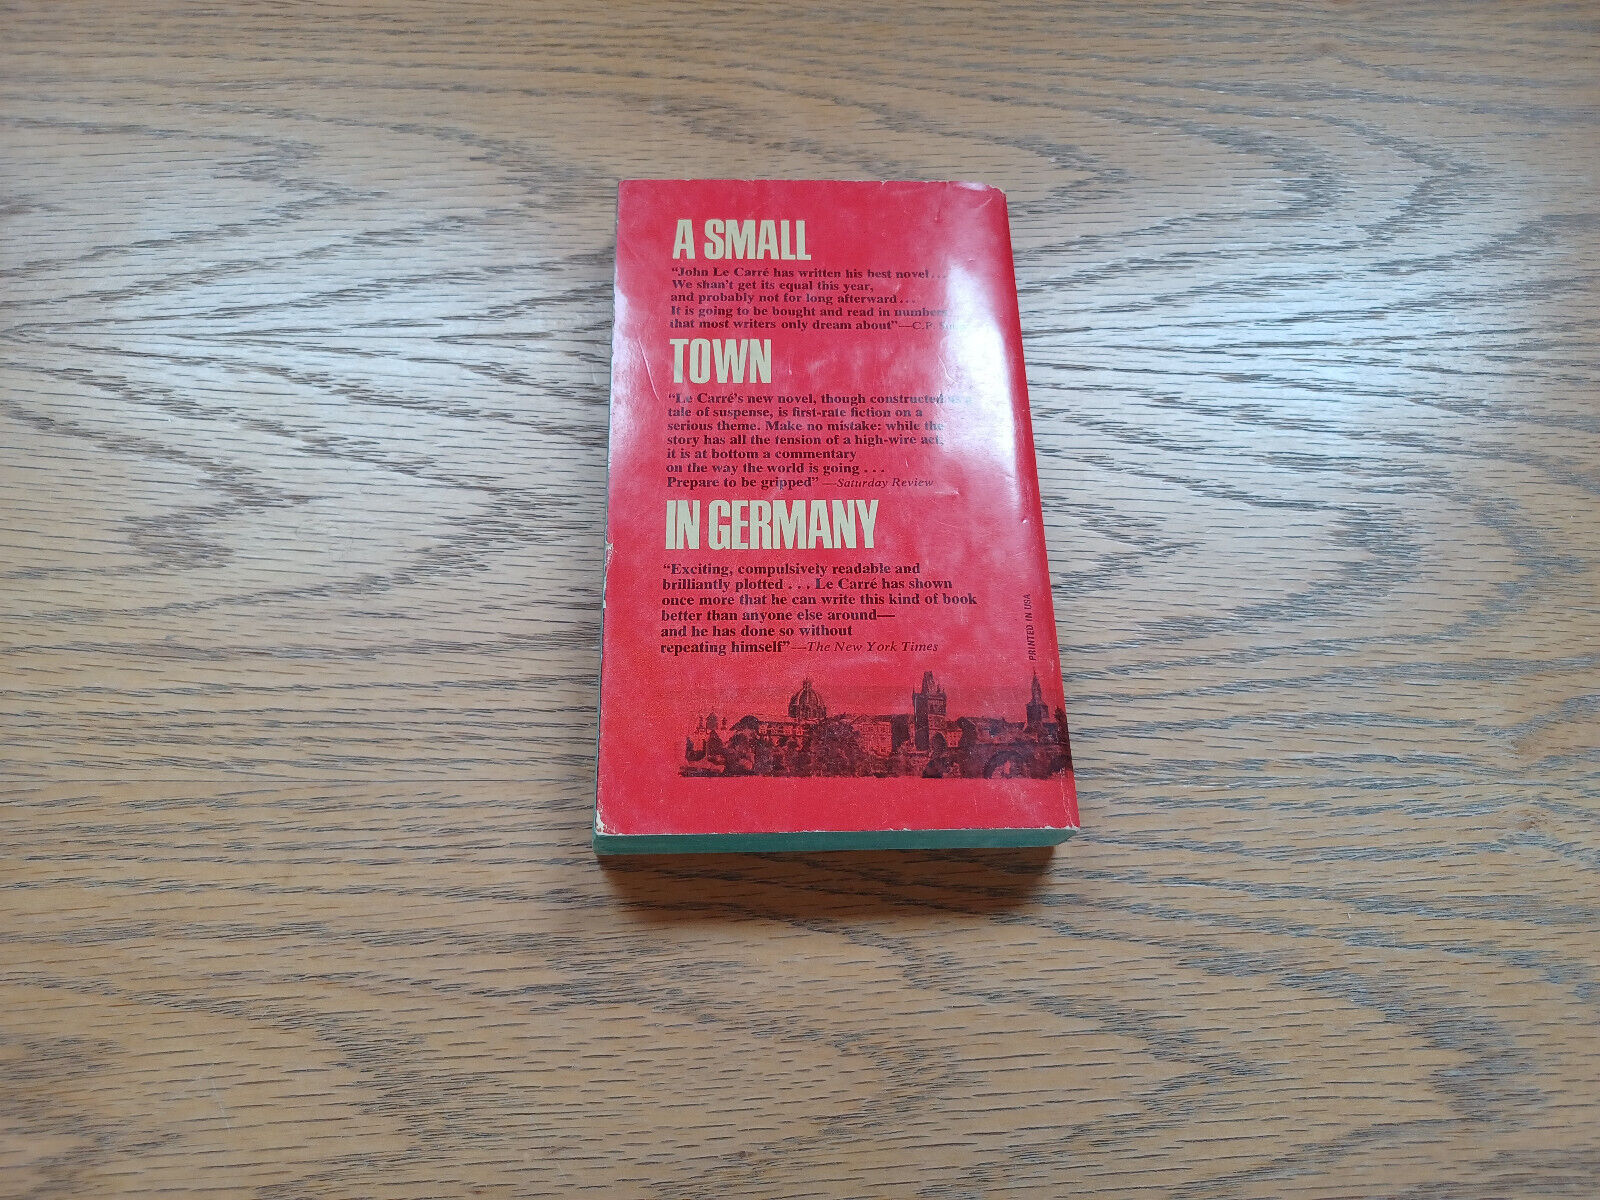 A SMALL
“John Le Carré has written his best novel...
We shan't get its equal this year,
and probably not for long afterward...
It is going to be bought and read in numbers
that most writers only dream about”—C.P.
TOWN
“Le Carré's new novel, though constructed as a
tale of suspense, is first-rate fiction on a
serious theme. Make no mistake: while the
story has all the tension of a high-wire act,
it is at bottom a commentary
on the way the world is going . . .
Prepare to be gripped” —Saturday Review
IN GERMANY
“Exciting, compulsively readable and
brilliantly plotted . . . Le Carré has shown
once more that he can write this kind of book
better than anyone else around—
and he has done so without
repeating himself”—The New York Times
PRINTED IN USA